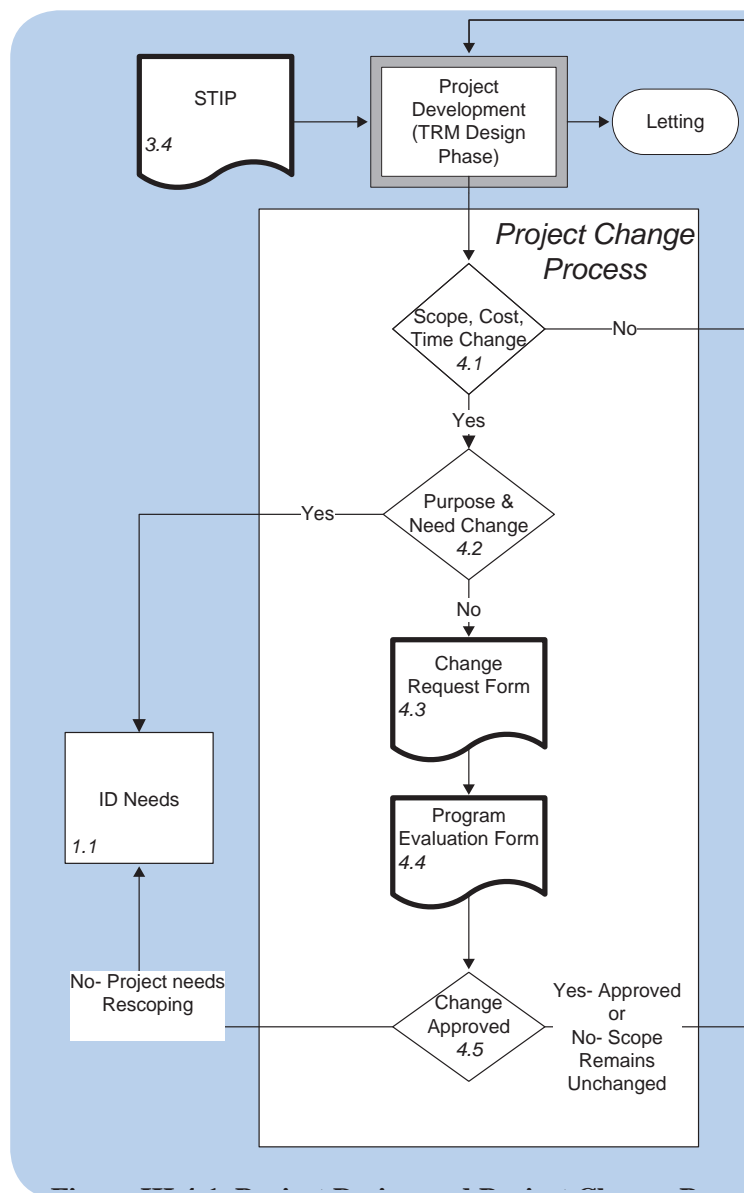 STIP
3.4
Project
Development
(TRM Design
Phase)
Letting
Project Change
Process
Scope, Cost,
Time Change
4.1
No
Yes
Purpose &
Need Change
4.2
Yes
No
Change
Request Form
4.3
ID Needs
1.1
Program
Evaluation Form
4.4
No- Project needs
Rescoping
Change
Approved
4.5
Yes- Approved
or
No- Scope
Remains
Unchanged